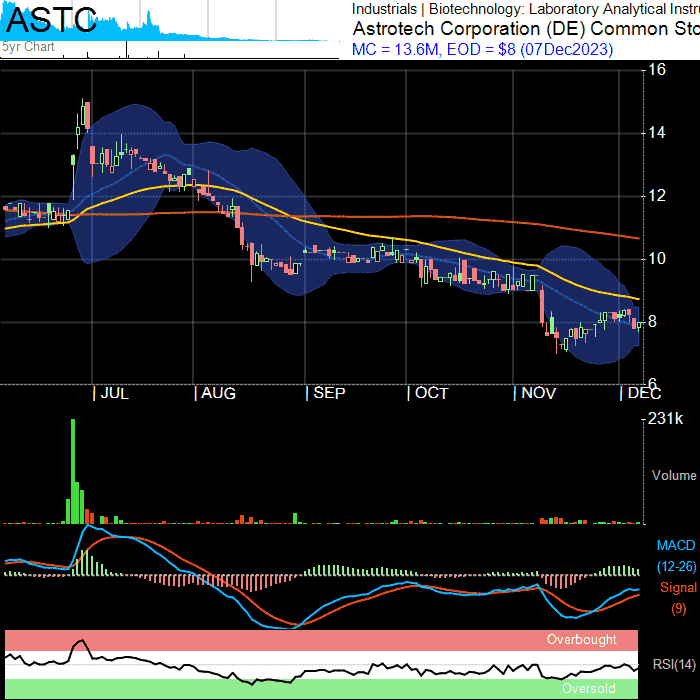 ASTC
Industrials | Biotechnology: Laboratory Analytical Instr
5yr Chart
Astrotech Corporation (DE) Common Sto
MC = 13.6M, EOD = $8 (07Dec2023)
16
14
12
10
8
6
JUL AUG SEP OCT NOV DEC
231k
Volume
MACD
(12-26)
Signal
(9)
Overbought
RSI(14)
Oversold